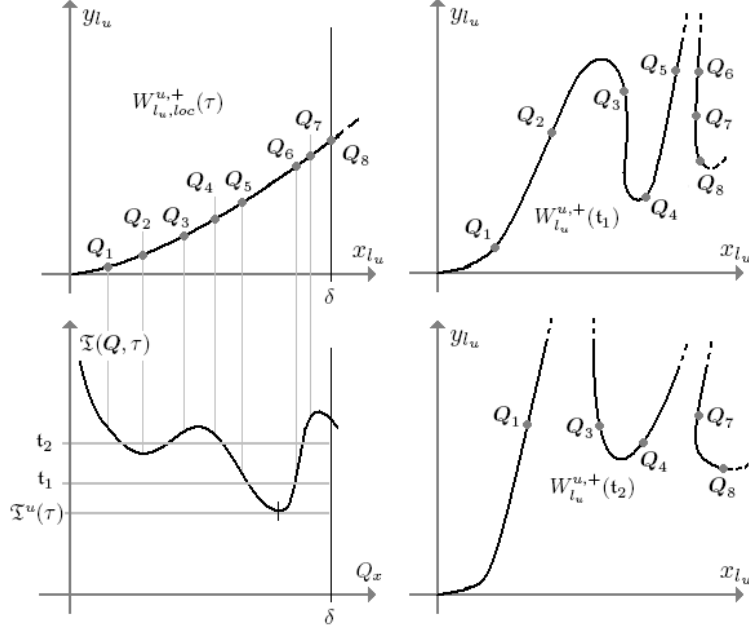 y_{l_u}
W^{u,+}_{l_u,loc}(τ)
Q_7
Q_6
Q_8
Q_4
Q_5
Q_2
Q_3
Q_1
x_{l_u}
δ
y_{l_u}
Q_5
Q_6
Q_3
Q_2
Q_7
Q_8
Q_4
W^{u,+}_{l_u}(t_1)
Q_1
x_{l_u}
𝔗(Q, τ)
t_2
t_1
𝔗^u(τ)
Q_x
δ
y_{l_u}
Q_1
Q_3
Q_7
Q_4
W^{u,+}_{l_u}(t_2)
Q_8
x_{l_u}